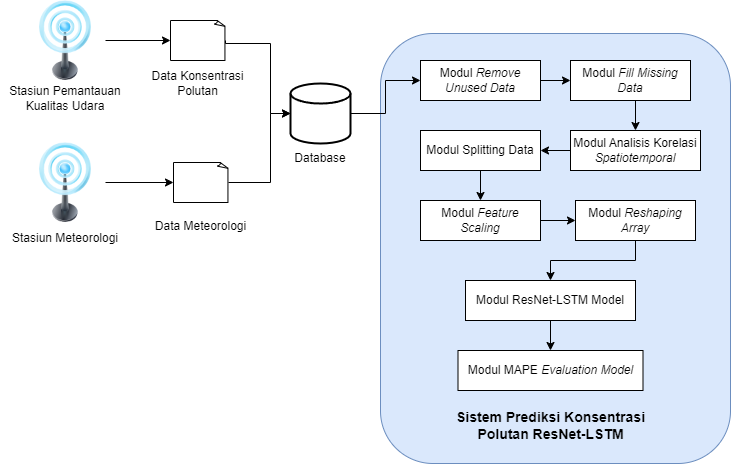 Stasiun Pemantauan
Kualitas Udara
Data Konsentrasi
Polutan
Stasiun Meteorologi
Data Meteorologi
Database
Modul Remove
Unused Data
Modul Fill Missing
Data
Modul Analisis Korelasi
Spatiotemporal
Modul Splitting Data
Modul Feature
Scaling
Modul Reshaping
Array
Modul ResNet-LSTM Model
Modul MAPE Evaluation Model
Sistem Prediksi Konsentrasi
Polutan ResNet-LSTM